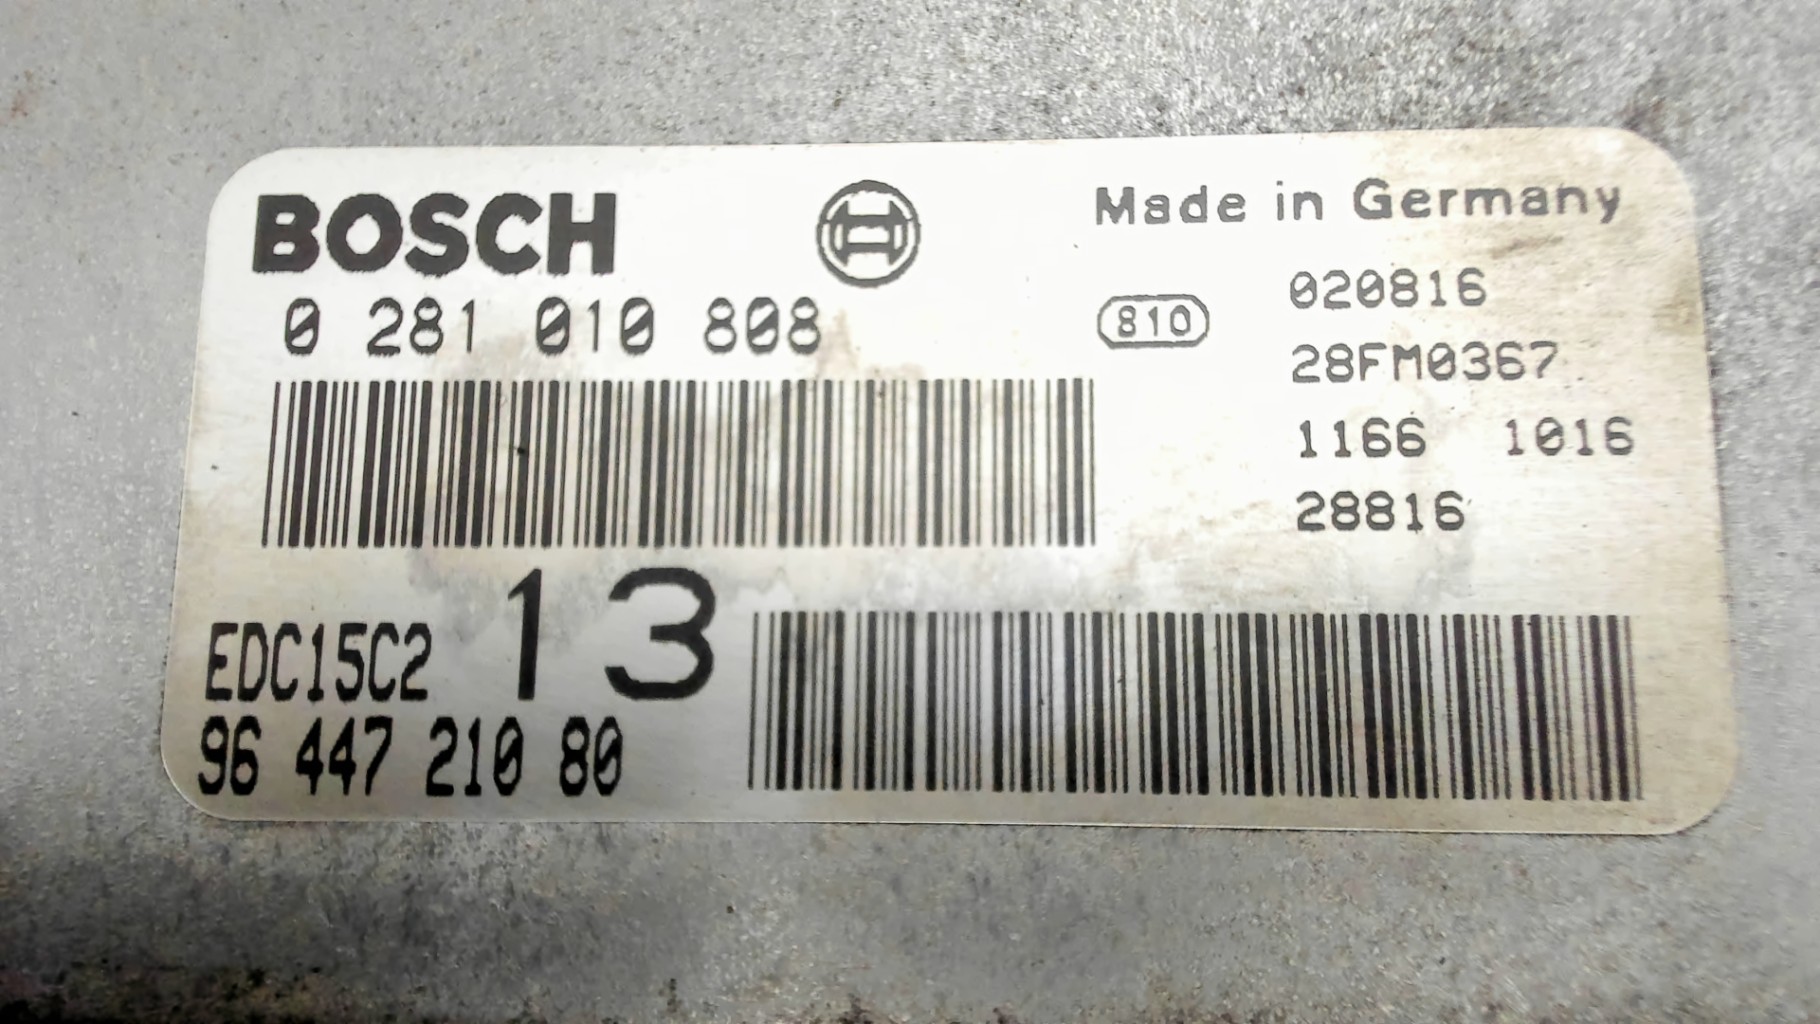 BOSCH
Made in Germany
0 281 010 808
810
020816
28FM0367
1166 1016
28816
EDC15C2 13
96 447 210 80